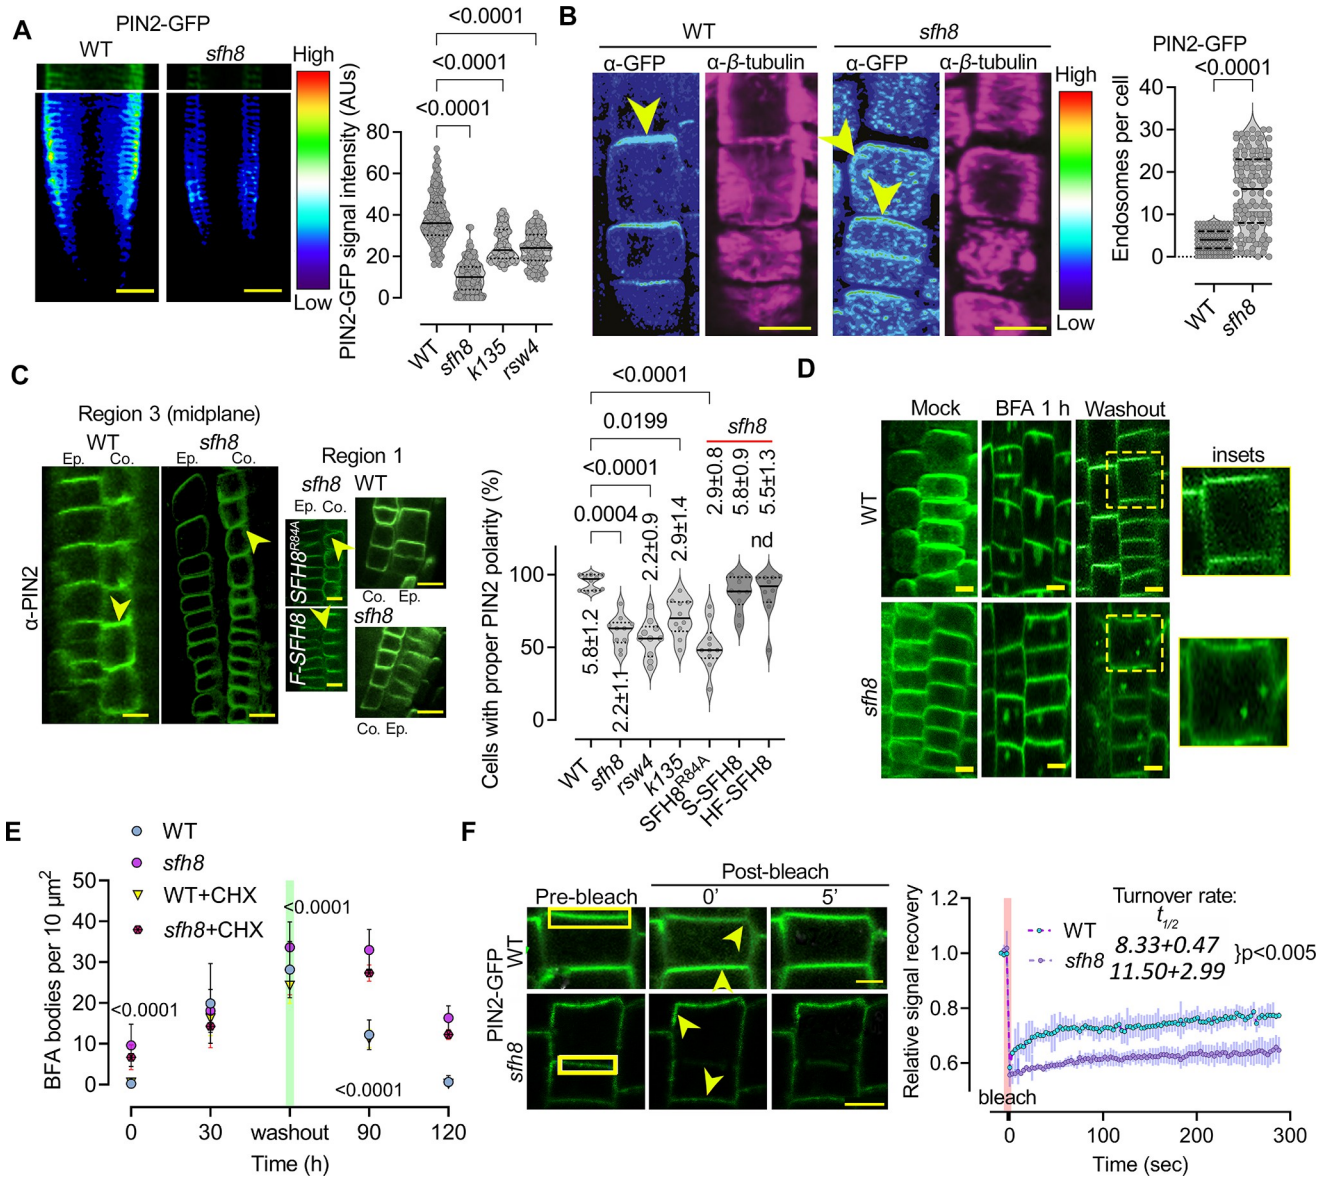 A
PIN2-GFP
WT
sfh8
High
Low
PIN2-GFP signal intensity (AUs)
<0.0001
<0.0001
<0.0001
80
60
40
20
0
WT
sfh8
k135
rsw4
B
WT
sfh8
α-GFP
α-β-tubulin
α-GFP
α-β-tubulin
High
Low
PIN2-GFP
<0.0001
Endosomes per cell
40
30
20
10
0
WT
sfh8
C
Region 3 (midplane)
WT
sfh8
Ep.
Co.
Ep.
Co.
α-PIN2
Region 1
sfh8
WT
Ep.
Co.
SFH8R84A
F-SFH8
Co.
Ep.
sfh8
Co.
Ep.
Cells with proper PIN2 polarity (%)
<0.0001
0.0199
<0.0001
0.0004
sfh8
2.9±0.8
5.8±0.9
5.5±1.3
nd
5.8±1.2
2.2±1.1
2.2±0.9
2.9±1.4
100
50
0
WT
sfh8
rsw4
k135
SFH8R84A
S-SFH8
HF-SFH8
D
Mock
BFA 1 h
Washout
insets
WT
sfh8
E
WT
sfh8
WT+CHX
sfh8+CHX
BFA bodies per 10 µm²
50
40
30
20
10
0
<0.0001
<0.0001
<0.0001
0
30
washout
90
120
Time (h)
F
Post-bleach
Pre-bleach
0’
5’
PIN2-GFP
WT
sfh8
Relative signal recovery
1.2
1.0
0.8
0.6
Turnover rate:
t1/2
WT
8.33+0.47
sfh8
11.50+2.99
}p<0.005
bleach
0
100
200
300
Time (sec)